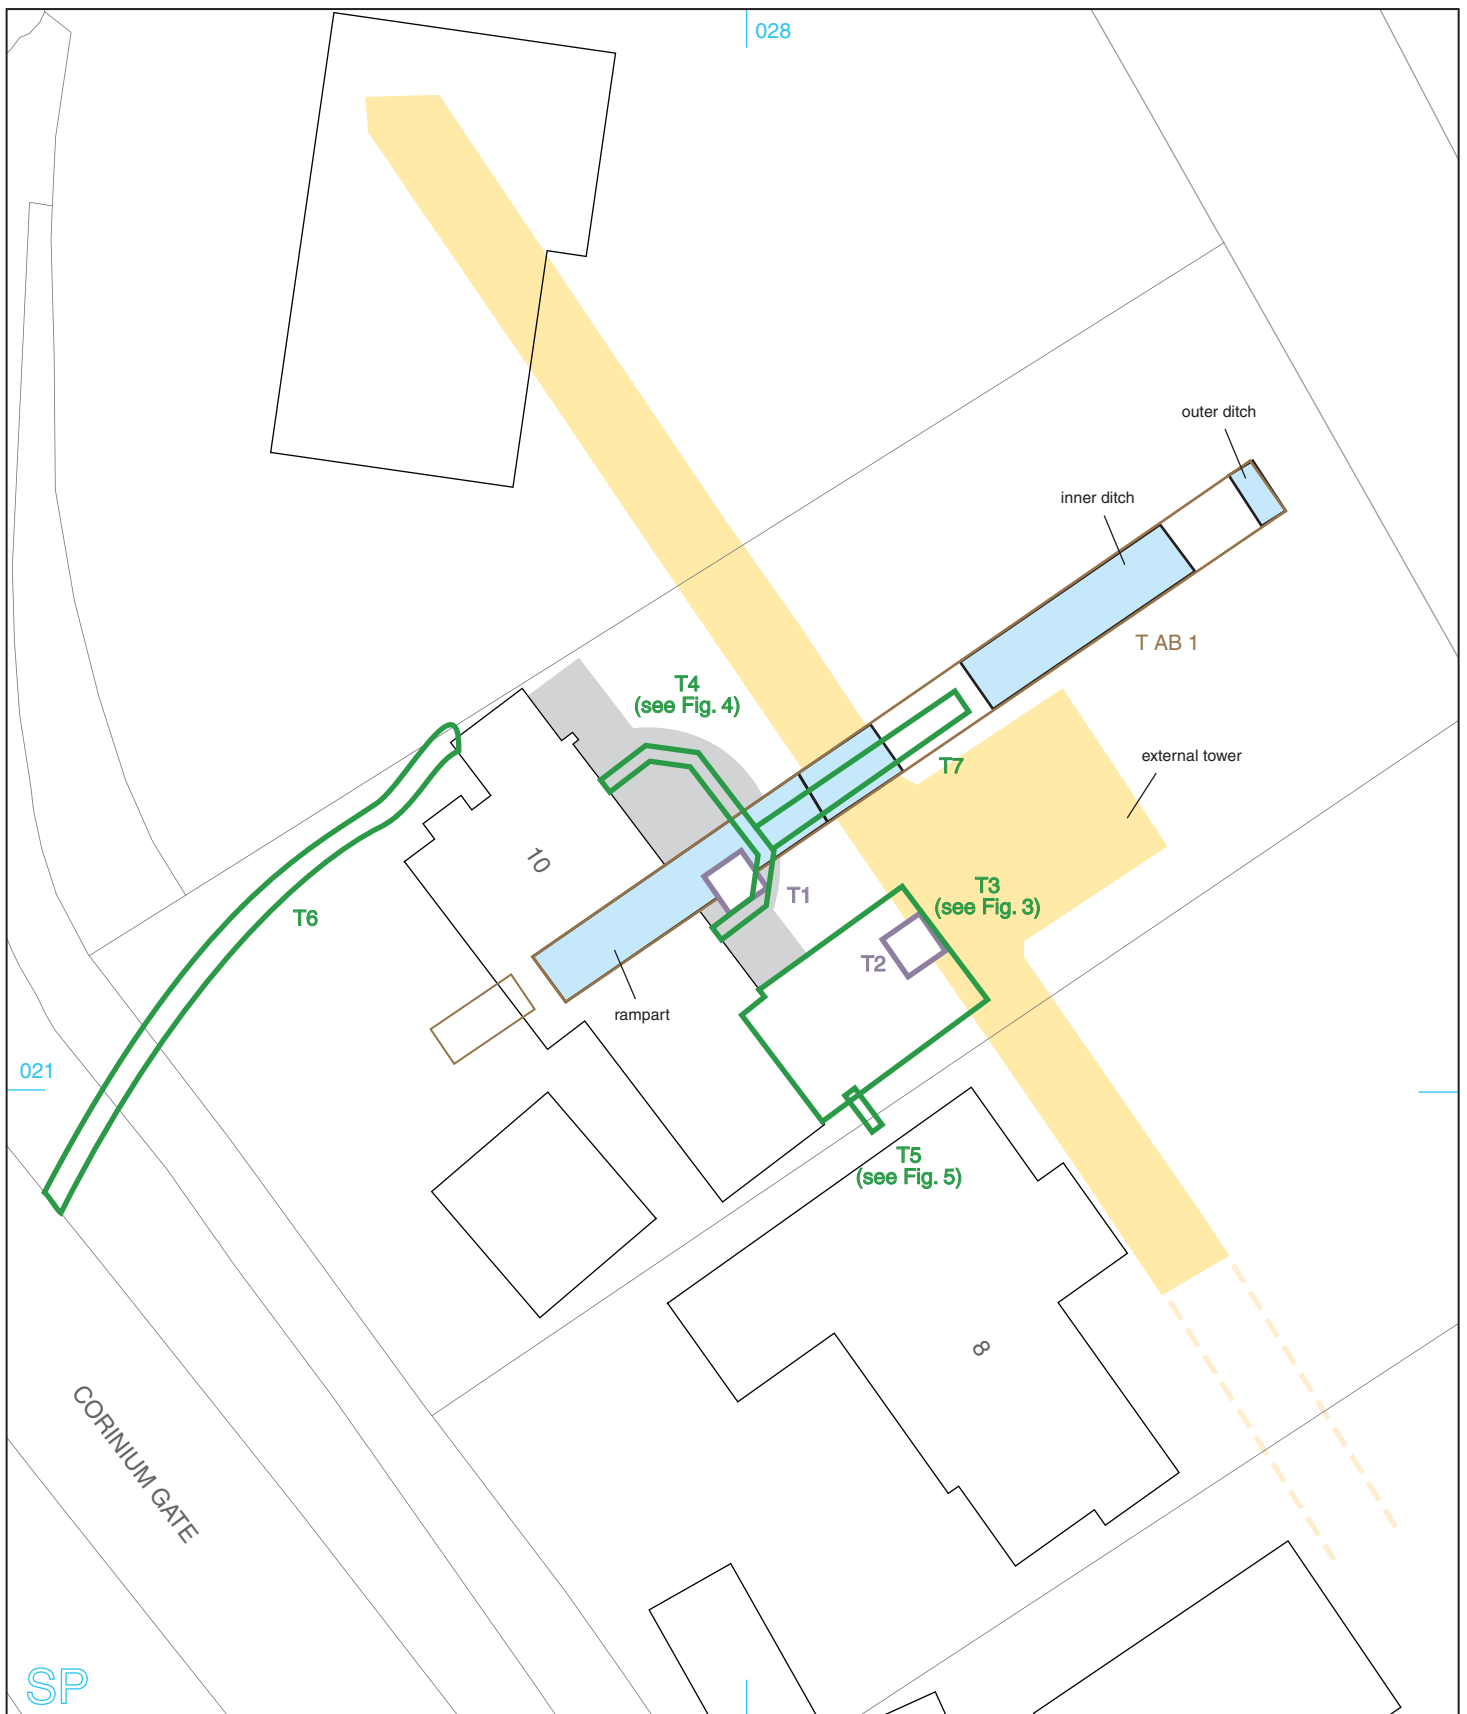 028
outer ditch
inner ditch
T AB 1
T4
(see Fig. 4)
external tower
T7
10
T1
T3
(see Fig. 3)
T6
T2
rampart
021
T5
(see Fig. 5)
8
CORINIUM GATE
SP